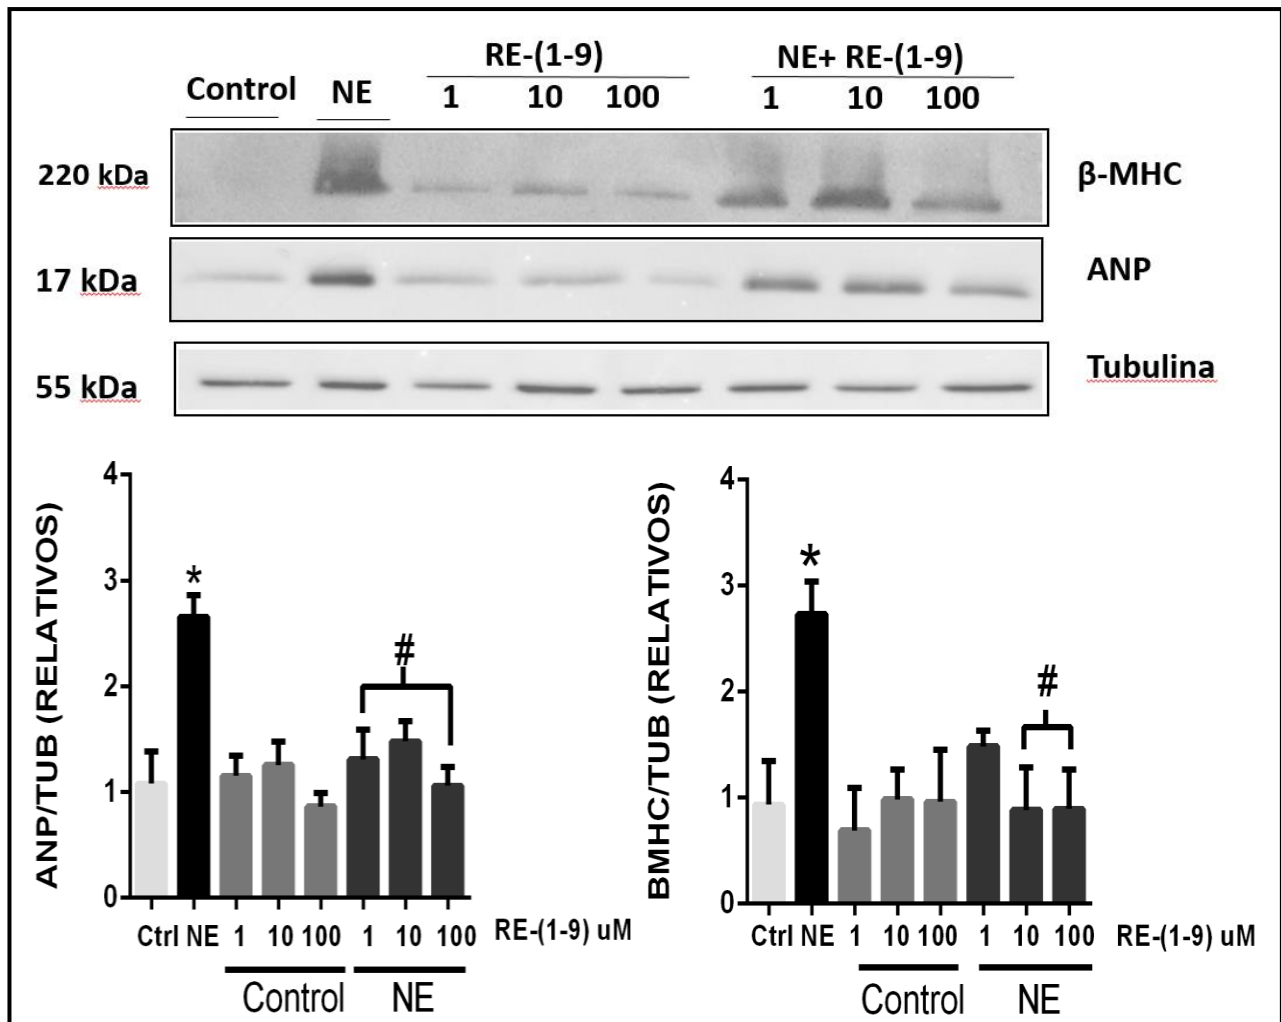 RE-(1-9) NE+ RE-(1-9)
Control NE 1 10 100 1 10 100
220 kDa β-MHC
17 kDa ANP
55 kDa Tubulina
ANP/TUB (RELATIVOS)
4
3
2
1
0
*
#
Ctrl NE 1 10 100 1 10 100 RE-(1-9) uM
Control NE
BMHC/TUB (RELATIVOS)
4
3
2
1
0
*
#
Ctrl NE 1 10 100 1 10 100 RE-(1-9) uM
Control NE